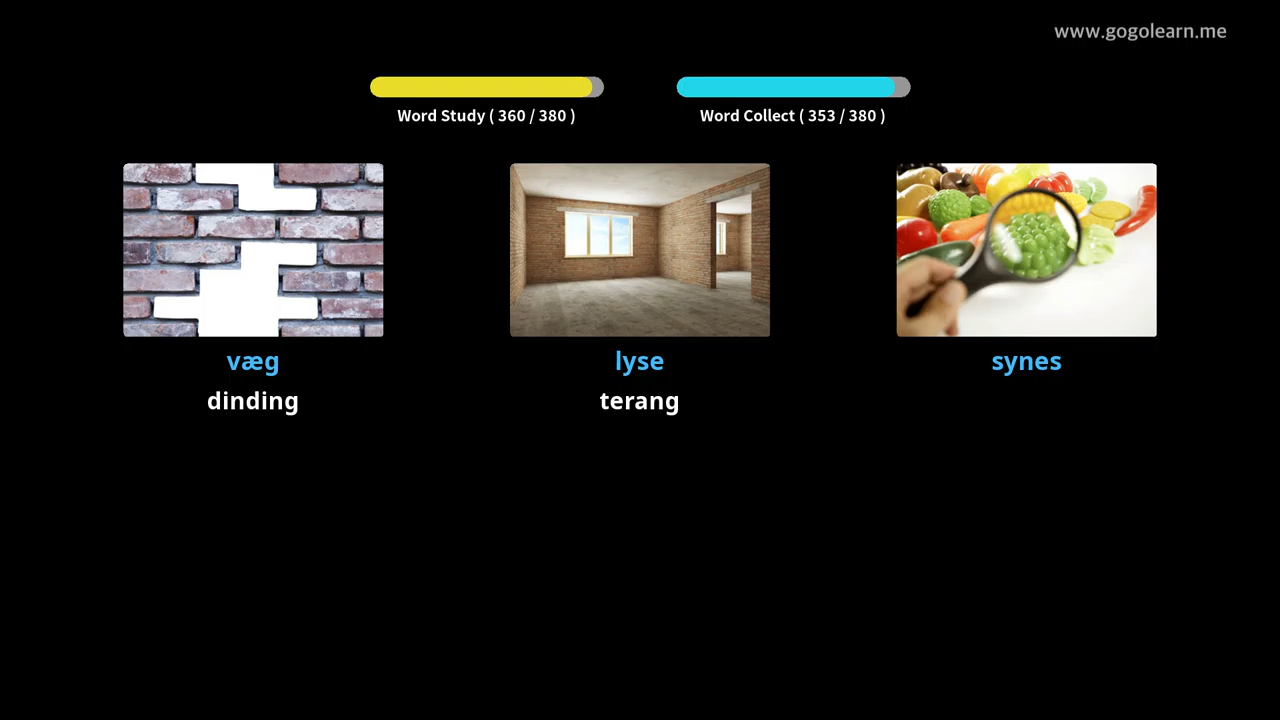 www.gogolearn.me
Word Study ( 360 / 380 )
Word Collect ( 353 / 380 )
væg
lyse
synes
dinding
terang